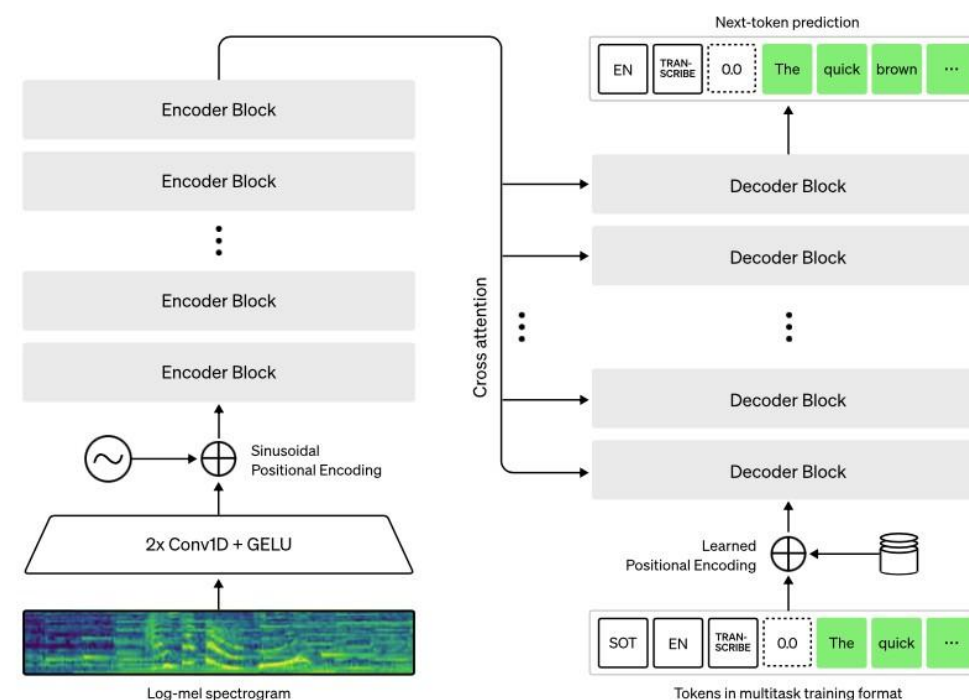 Next-token prediction
EN
TRAN-
SCRIBE
0.0
The
quick
brown
...
Encoder Block
Encoder Block
Encoder Block
Encoder Block
Sinusoidal
Positional Encoding
2x Conv1D + GELU
Log-mel spectrogram
Cross attention
Decoder Block
Decoder Block
Decoder Block
Decoder Block
Learned
Positional Encoding
SOT
EN
TRAN-
SCRIBE
0.0
The
quick
...
Tokens in multitask training format